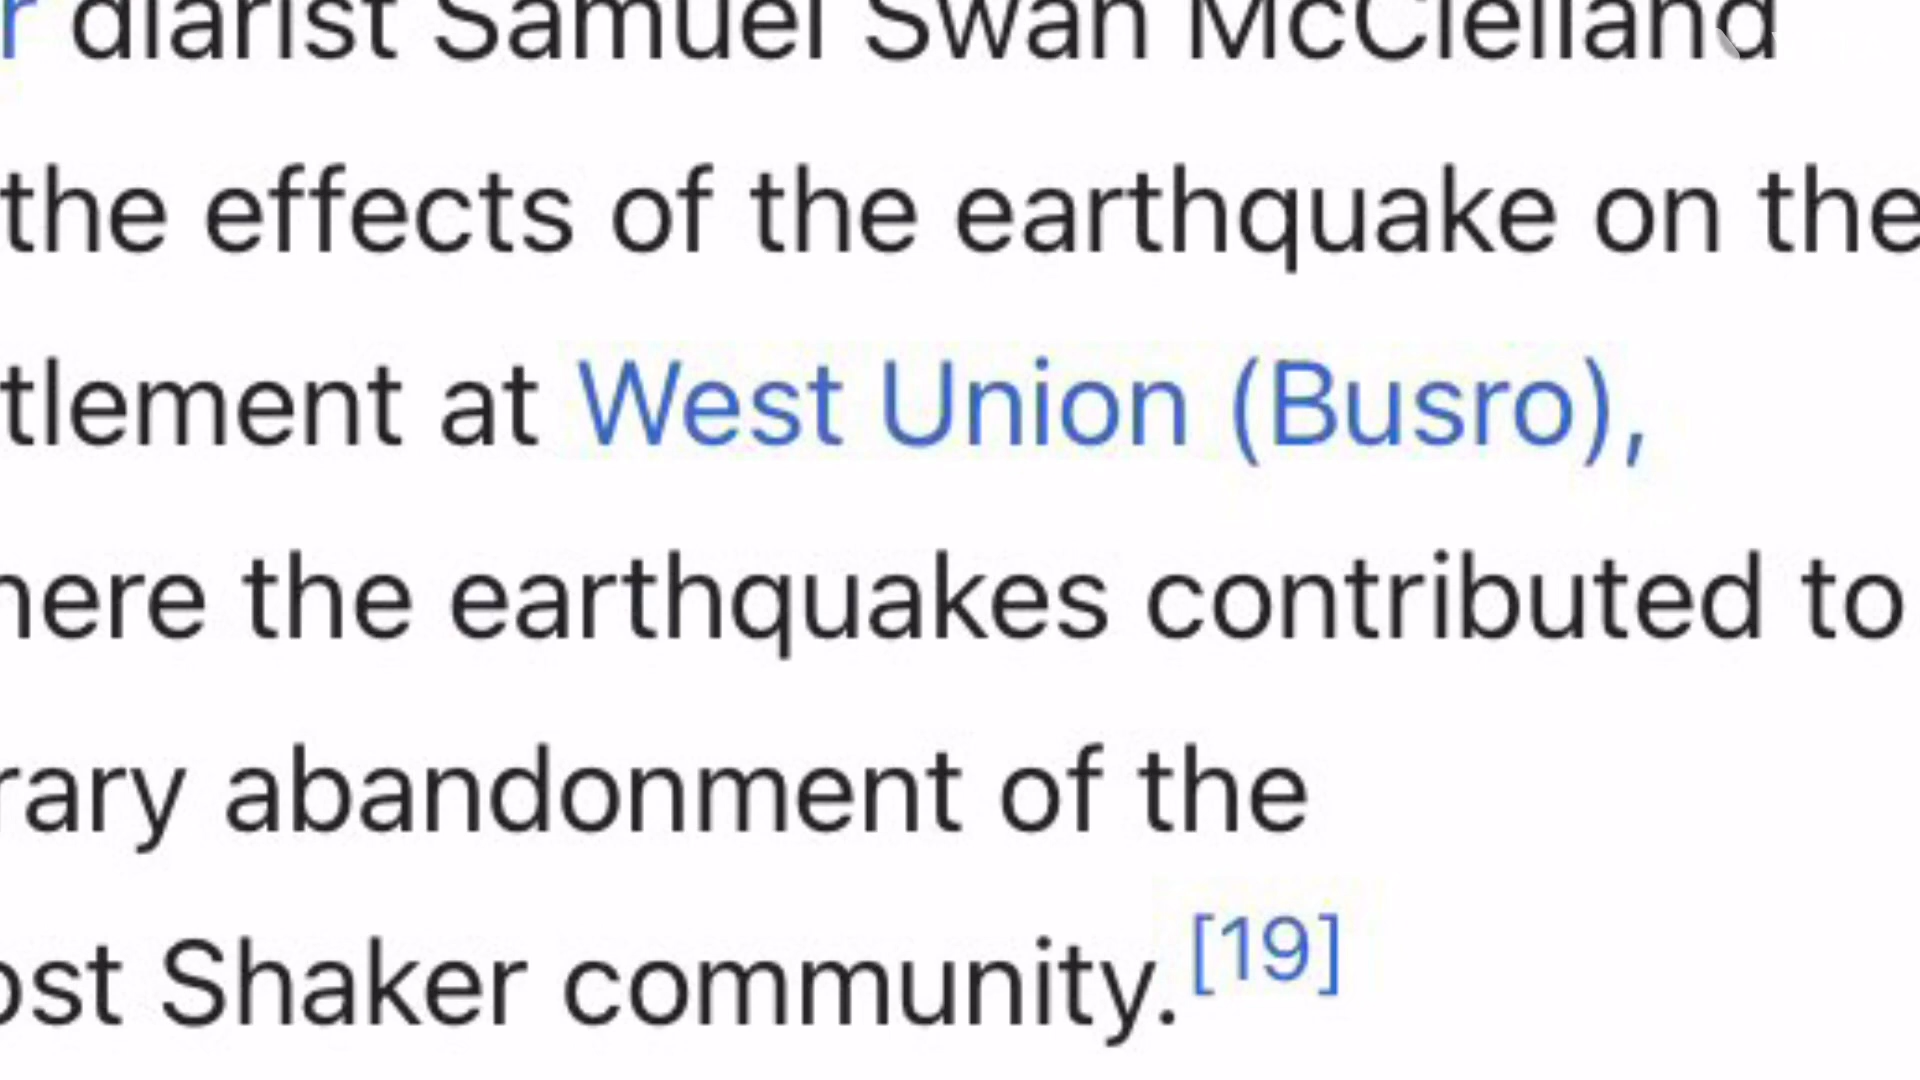 r diarist Samuel Swan McClelland
the effects of the earthquake on the
tlement at West Union (Busro),
here the earthquakes contributed to
rary abandonment of the
ost Shaker community.[19]